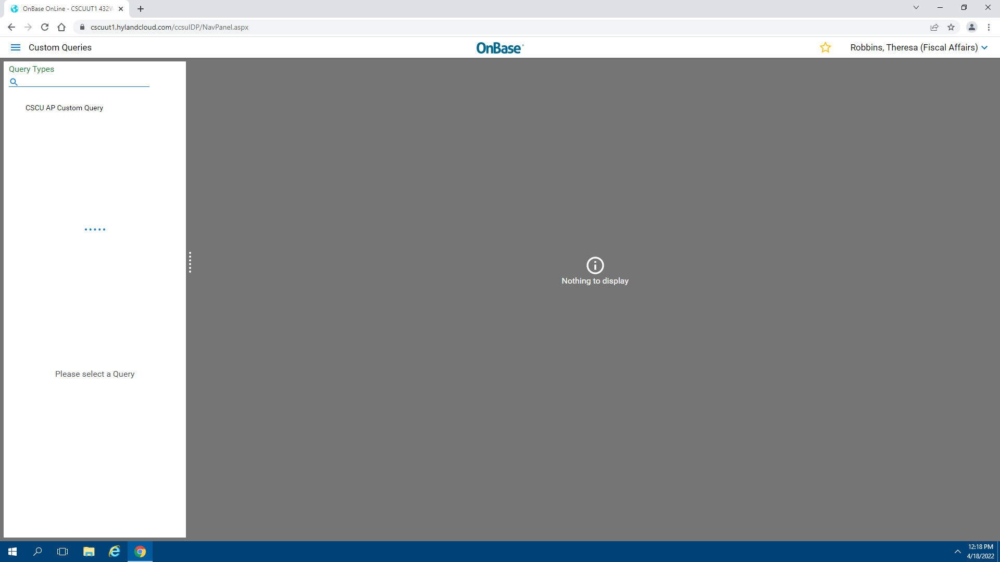 OnBase OnLine - CSCUUT1 432W
cscuut1.hylandcloud.com/ccsuIDP/NavPanel.aspx
Custom Queries
OnBase
Robbins, Theresa (Fiscal Affairs)
Query Types
CSCU AP Custom Query
Nothing to display
Please select a Query
12:18 PM
4/18/2022